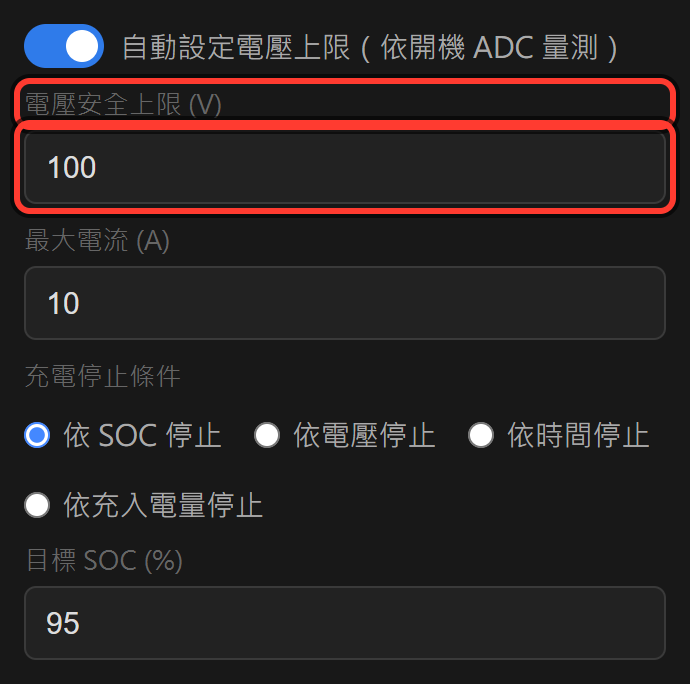 自動設定電壓上限（依開機 ADC 量測）
電壓安全上限 (V)
100
最大電流 (A)
10
充電停止條件
依 SOC 停止 依電壓停止 依時間停止
依充入電量停止
目標 SOC (%)
95